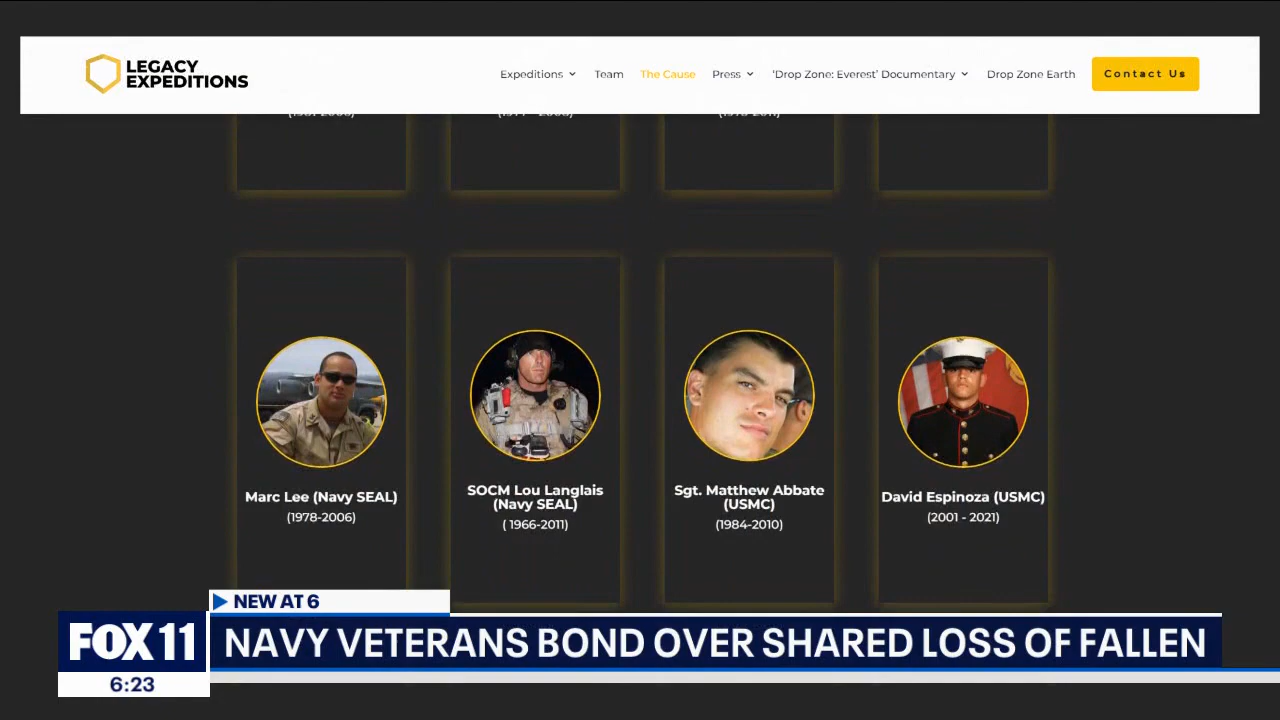 LEGACY
EXPEDITIONS
Expeditions
Team
The Cause
Press
'Drop Zone: Everest' Documentary
Drop Zone Earth
Contact Us
Marc Lee (Navy SEAL)
(1978-2006)
SOCM Lou Langlais
(Navy SEAL)
( 1966-2011)
Sgt. Matthew Abbate
(USMC)
(1984-2010)
David Espinoza (USMC)
(2001 - 2021)
NEW AT 6
FOX 11
NAVY VETERANS BOND OVER SHARED LOSS OF FALLEN
6:23